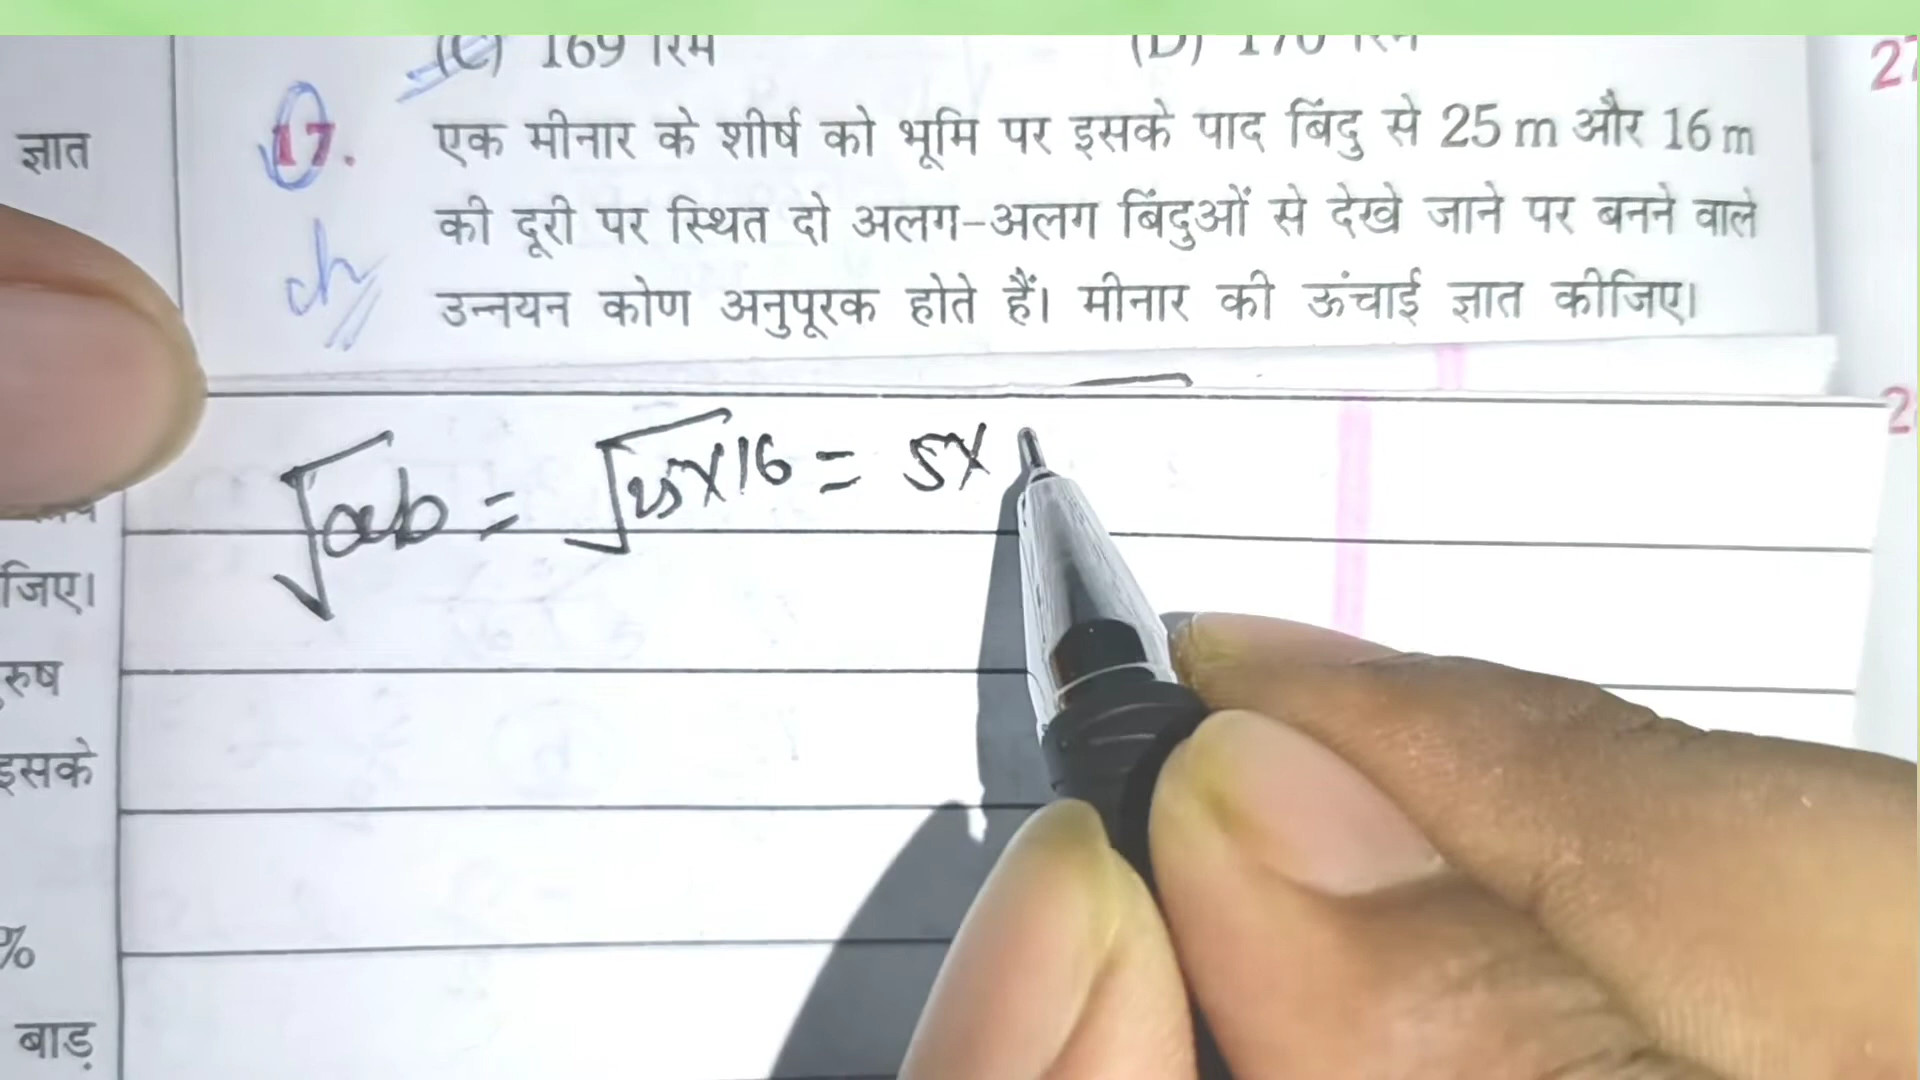 (C) 169 रिम (D) 170 रिम
27
17. एक मीनार के शीर्ष को भूमि पर इसके पाद बिंदु से 25 m और 16 m
की दूरी पर स्थित दो अलग-अलग बिंदुओं से देखे जाने पर बनने वाले
उन्नयन कोण अनुपूरक होते हैं। मीनार की ऊंचाई ज्ञात कीजिए।
√ab = √25×16 = 5×
ज्ञात
जिए।
रुष
इसके
%
बाड़